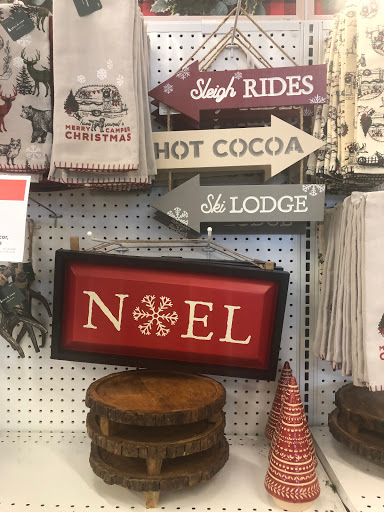 Sleigh RIDES
HOT COCOA
Ski LODGE
MERRY CAMPER
CHRISTMAS
NOEL